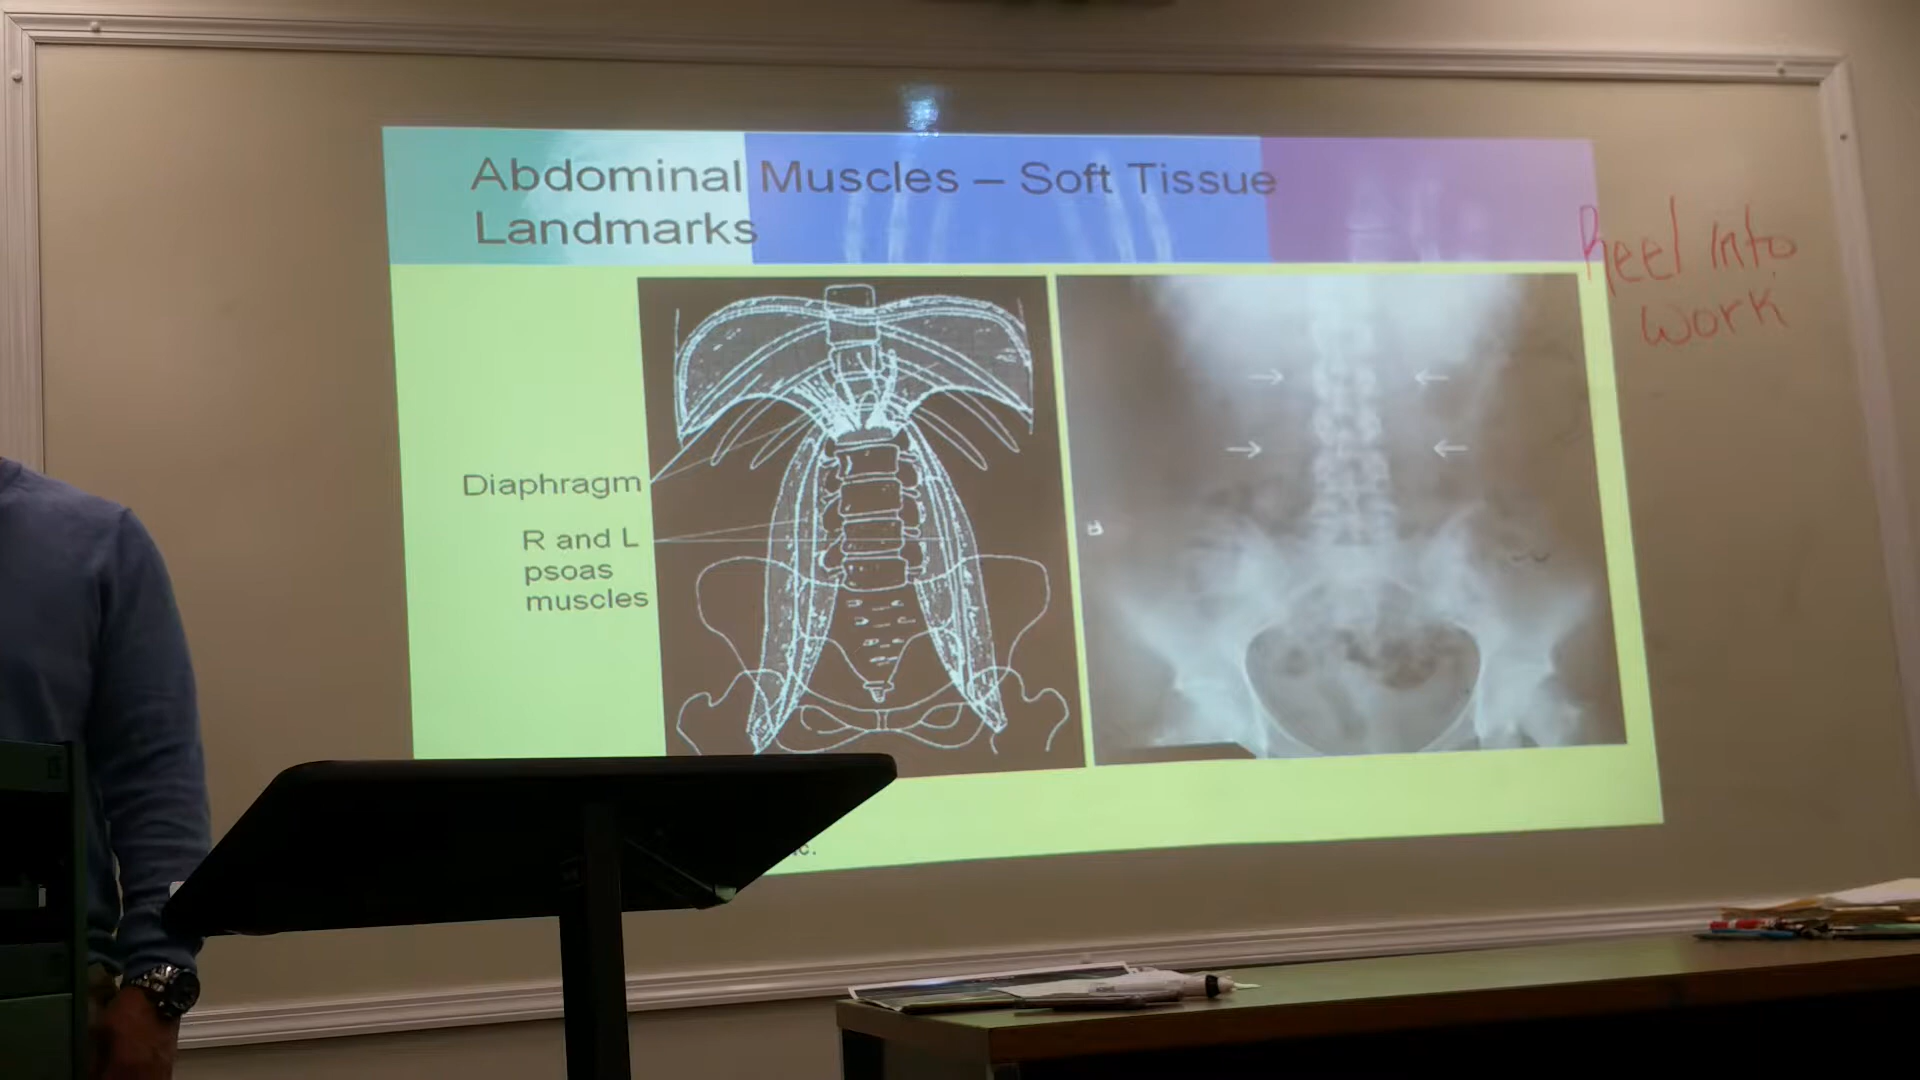 Abdominal Muscles – Soft Tissue
Landmarks
Diaphragm
R and L
psoas
muscles
Reel into
work